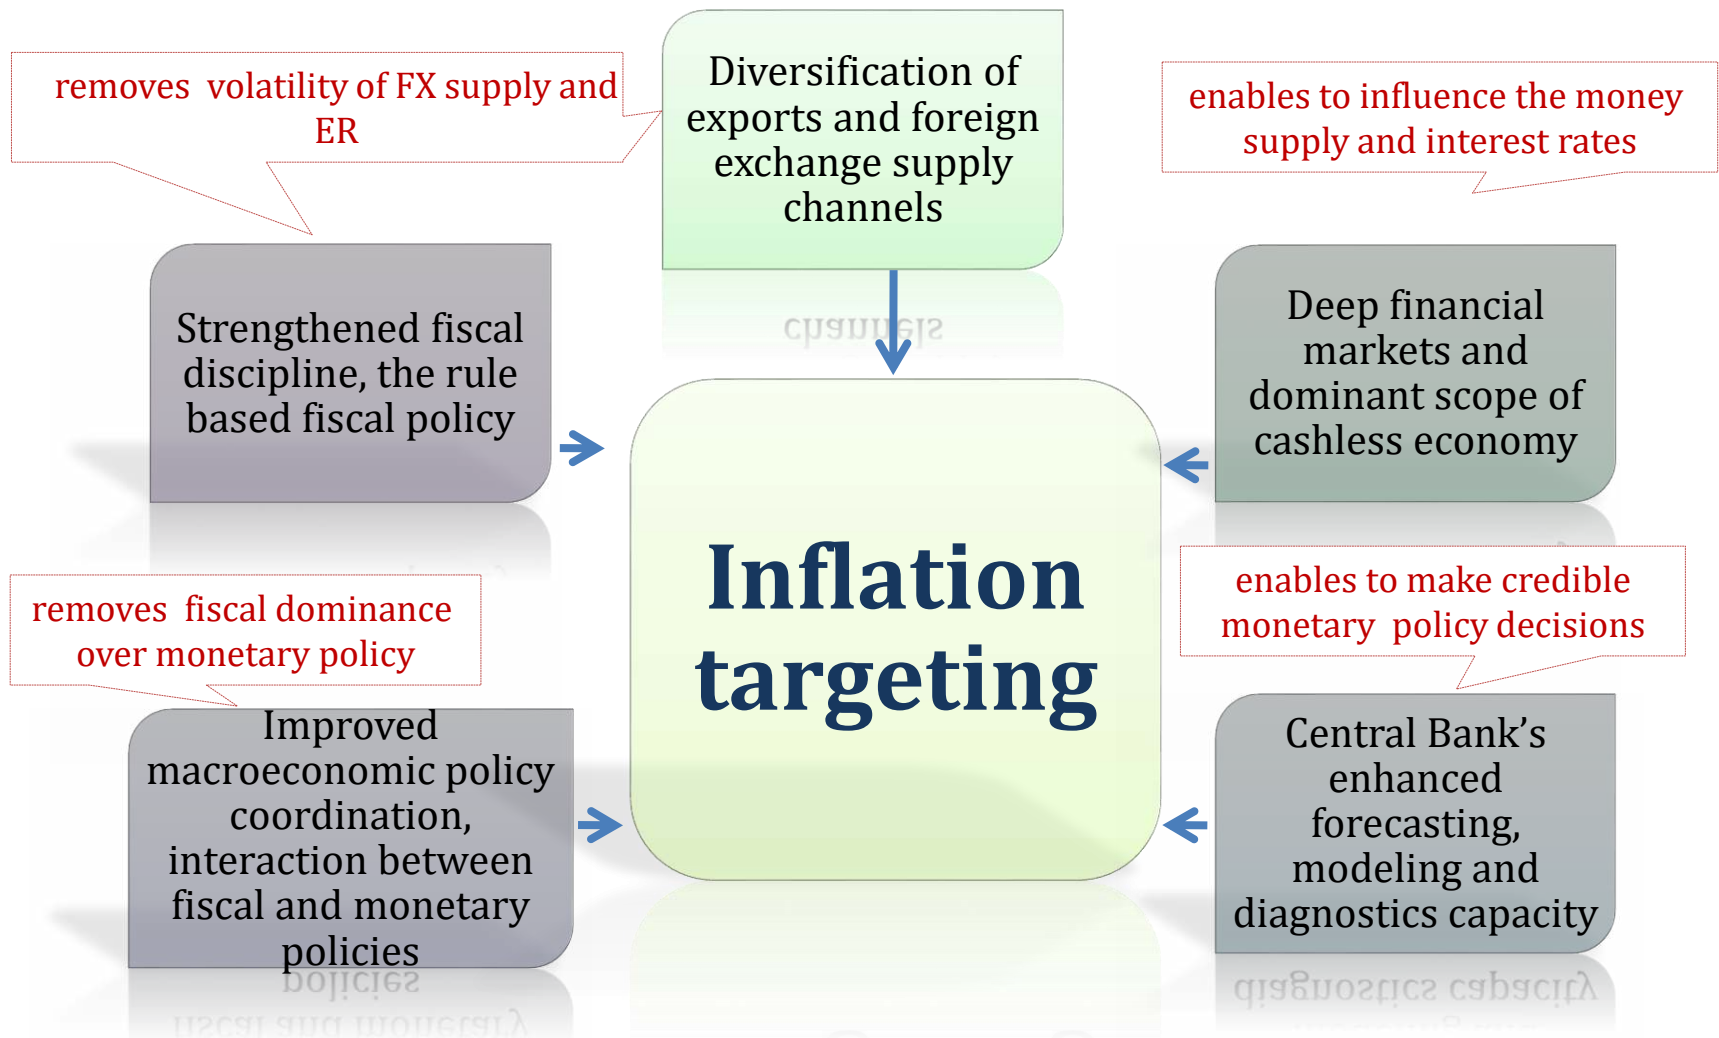 removes  volatility of FX supply and
ER
Diversification of
exports and foreign
exchange supply
channels
enables to influence the money
supply and interest rates
Strengthened fiscal
discipline, the rule
based fiscal policy
Deep financial
markets and
dominant scope of
cashless economy
Inflation
targeting
removes  fiscal dominance
over monetary policy
enables to make credible
monetary  policy decisions
Improved
macroeconomic policy
coordination,
interaction between
fiscal and monetary
policies
Central Bank’s
enhanced
forecasting,
modeling and
diagnostics capacity